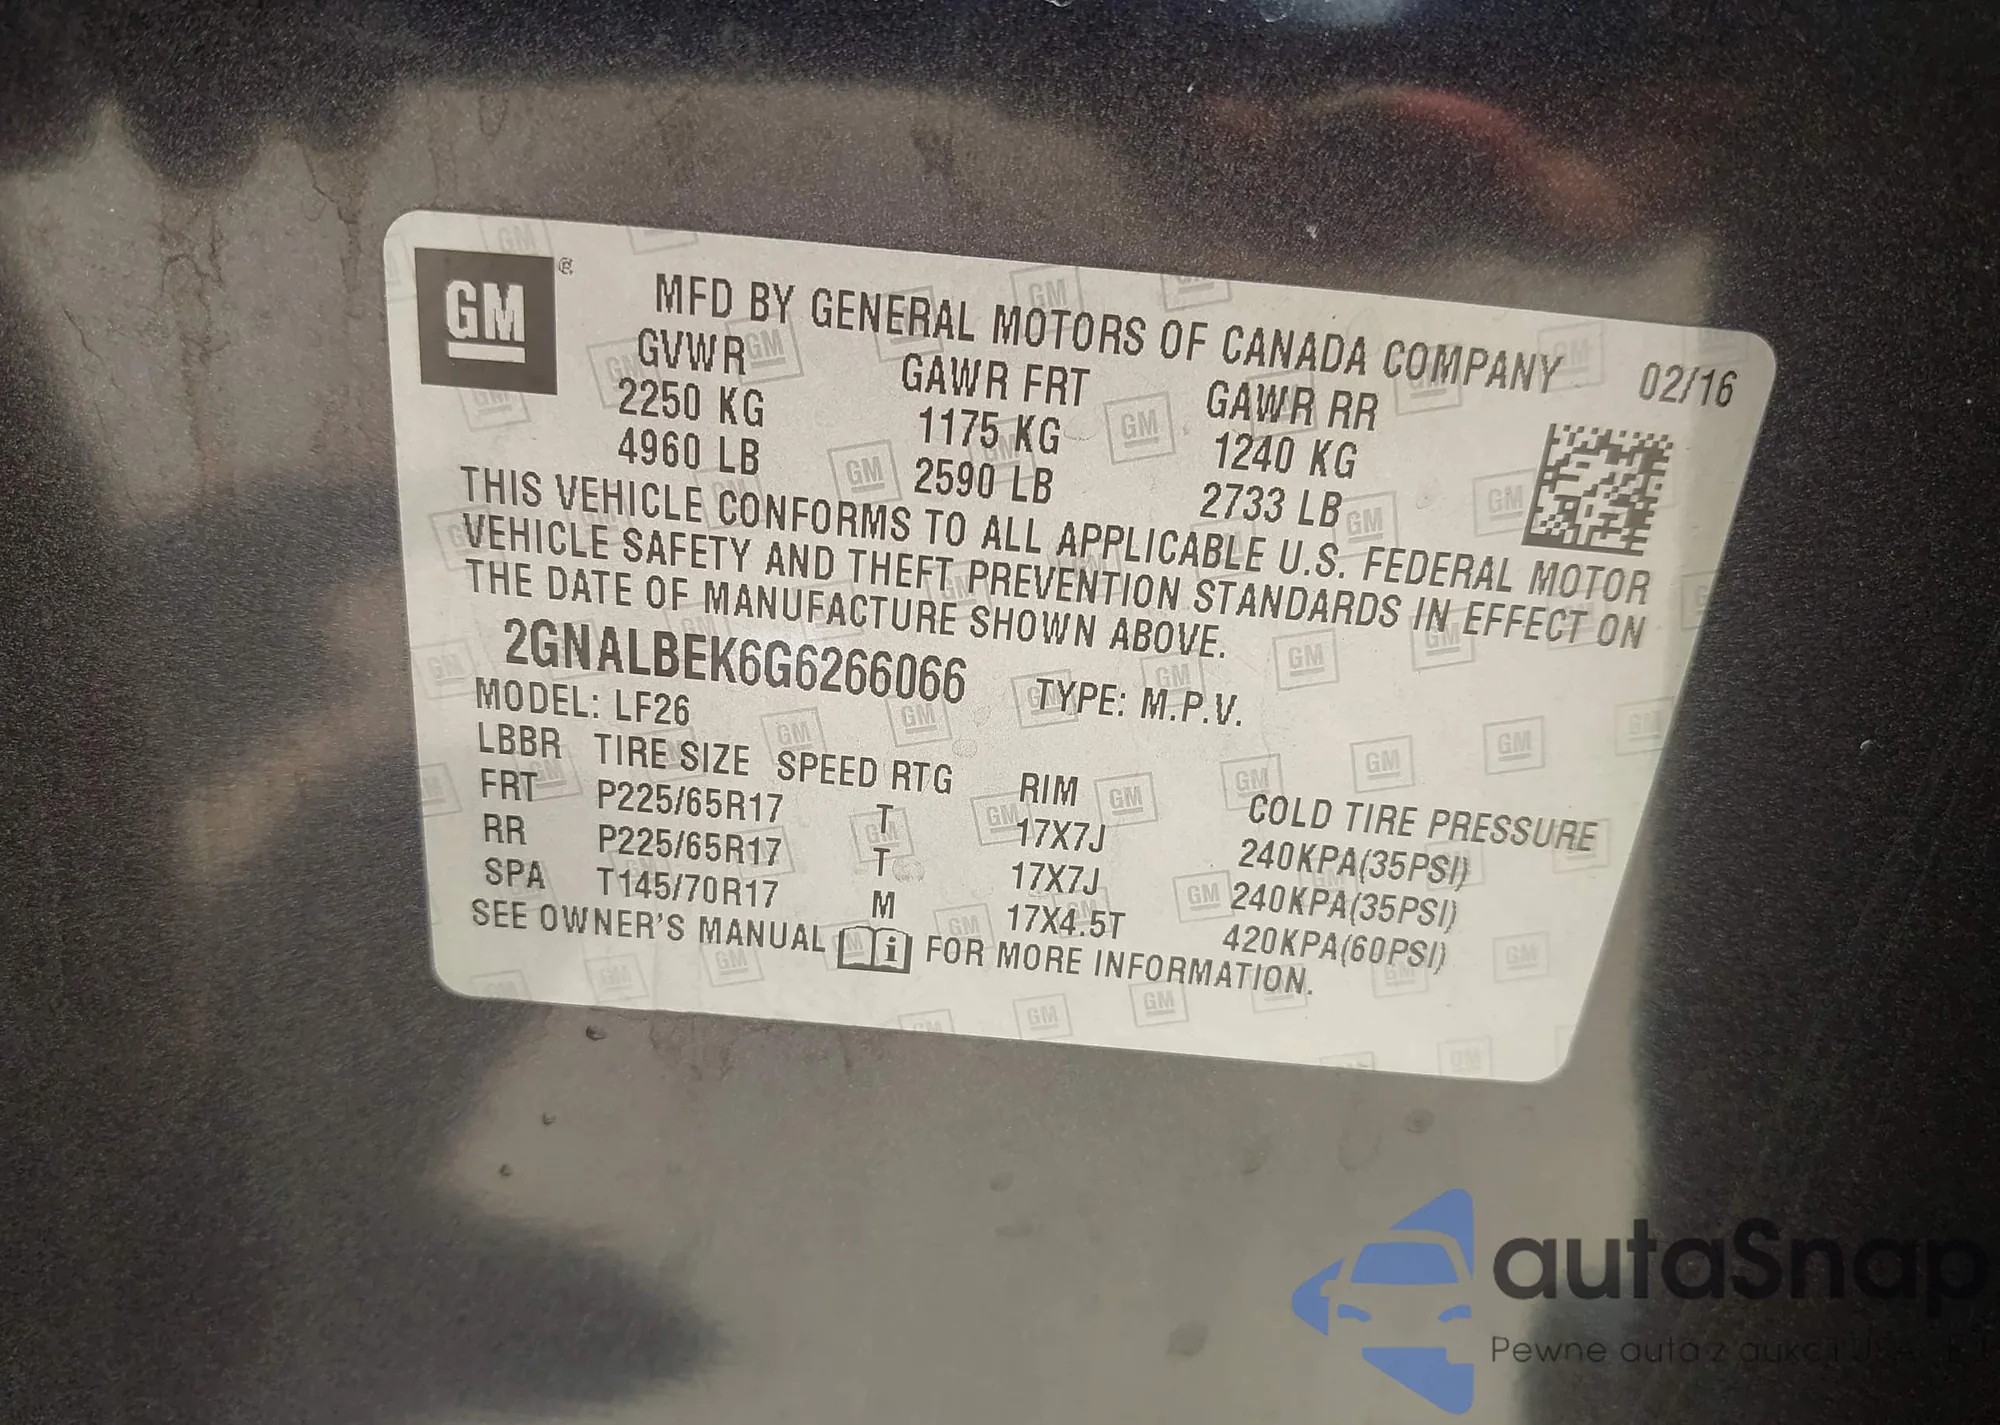 GM
MFD BY GENERAL MOTORS OF CANADA COMPANY 02/16
GVWR GAWR FRT GAWR RR
2250 KG 1175 KG 1240 KG
4960 LB 2590 LB 2733 LB
THIS VEHICLE CONFORMS TO ALL APPLICABLE U.S. FEDERAL MOTOR
VEHICLE SAFETY AND THEFT PREVENTION STANDARDS IN EFFECT ON
THE DATE OF MANUFACTURE SHOWN ABOVE.
2GNALBEK6G6266066 TYPE: M.P.V.
MODEL: LF26
LBBR TIRE SIZE SPEED RTG RIM COLD TIRE PRESSURE
FRT P225/65R17 T 17X7J 240KPA(35PSI)
RR P225/65R17 T 17X7J 240KPA(35PSI)
SPA T145/70R17 M 17X4.5T 420KPA(60PSI)
SEE OWNER'S MANUAL i FOR MORE INFORMATION.
autaSnap
Pewne auta z aukcji